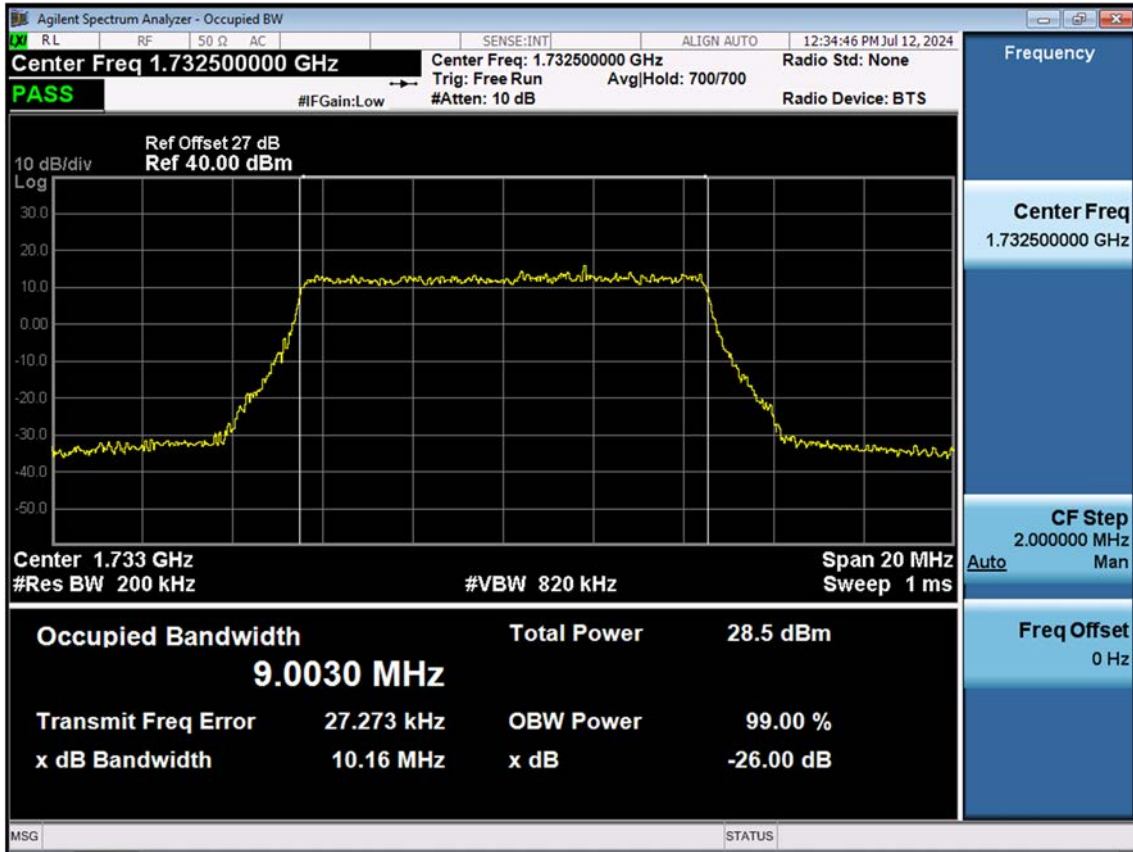 Agilent Spectrum Analyzer - Occupied BW
LXI RL RF 50 Ω AC SENSE:INT ALIGN AUTO 12:34:46 PM Jul 12, 2024
Center Freq 1.732500000 GHz
PASS
#IFGain:Low
Center Freq: 1.732500000 GHz
Trig: Free Run Avg|Hold: 700/700
#Atten: 10 dB
Radio Std: None
Radio Device: BTS
Frequency
Ref Offset 27 dB
10 dB/div Ref 40.00 dBm
Log
30.0
20.0
10.0
0.00
-10.0
-20.0
-30.0
-40.0
-50.0
Center Freq
1.732500000 GHz
Center 1.733 GHz Span 20 MHz
#Res BW 200 kHz #VBW 820 kHz Sweep 1 ms
CF Step
2.000000 MHz
Auto Man
Occupied Bandwidth Total Power 28.5 dBm
9.0030 MHz
Transmit Freq Error 27.273 kHz OBW Power 99.00 %
x dB Bandwidth 10.16 MHz x dB -26.00 dB
Freq Offset
0 Hz
MSG STATUS